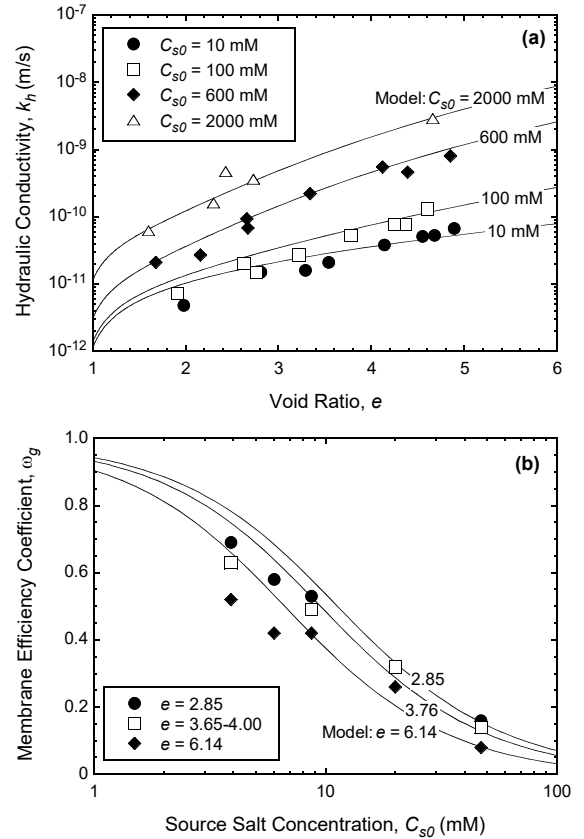 (a)
C_s0 = 10 mM
C_s0 = 100 mM
C_s0 = 600 mM
C_s0 = 2000 mM
Model: C_s0 = 2000 mM
600 mM
100 mM
10 mM
10⁻⁷
10⁻⁸
10⁻⁹
10⁻¹⁰
10⁻¹¹
10⁻¹²
Hydraulic Conductivity, k_h (m/s)
1 2 3 4 5 6
Void Ratio, e
(b)
1.0
0.8
0.6
0.4
0.2
0
Membrane Efficiency Coefficient, ω_g
2.85
3.76
Model: e = 6.14
e = 2.85
e = 3.65-4.00
e = 6.14
1 10 100
Source Salt Concentration, C_s0 (mM)